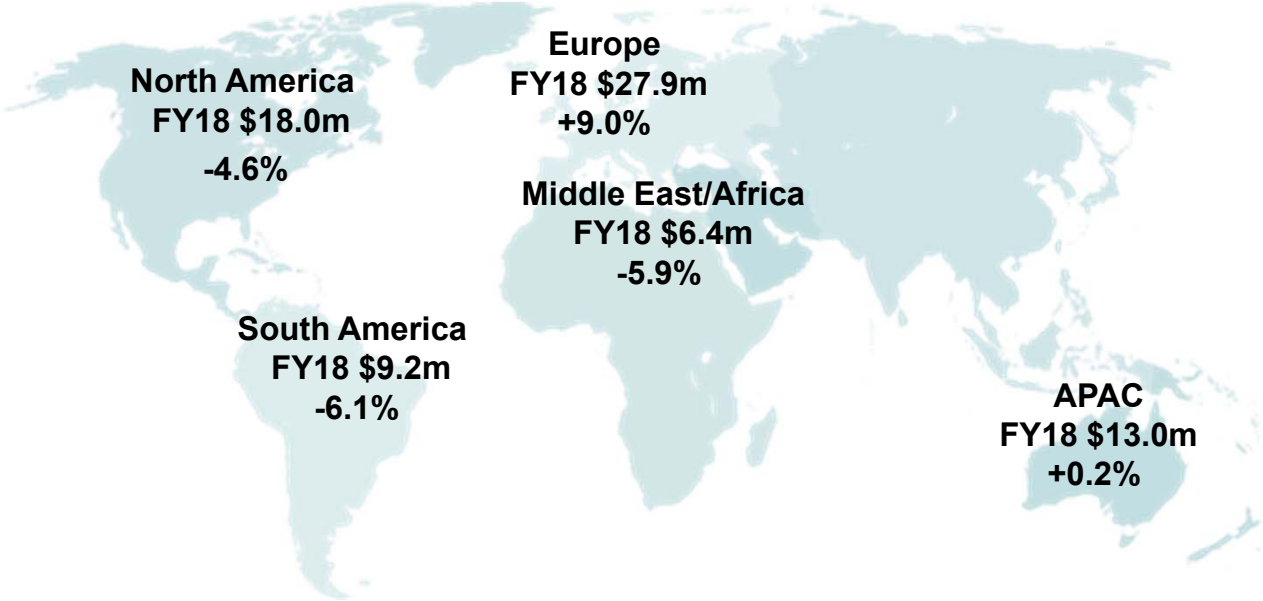 North America
FY18 $18.0m
-4.6%
Europe
FY18 $27.9m
+9.0%
Middle East/Africa
FY18 $6.4m
-5.9%
South America
FY18 $9.2m
-6.1%
APAC
FY18 $13.0m
+0.2%